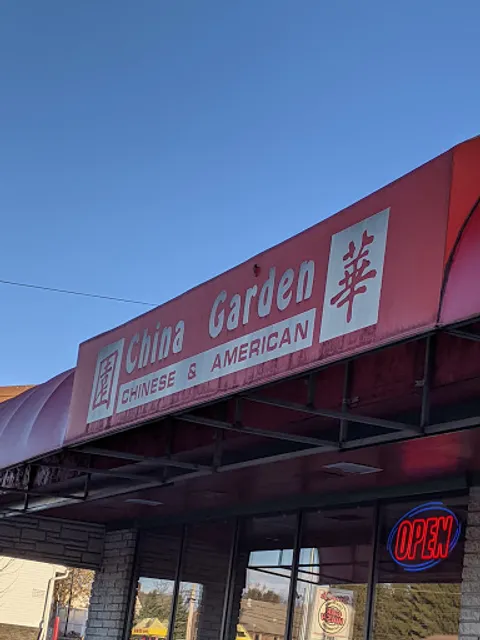 園 China Garden 華
CHINESE & AMERICAN
OPEN